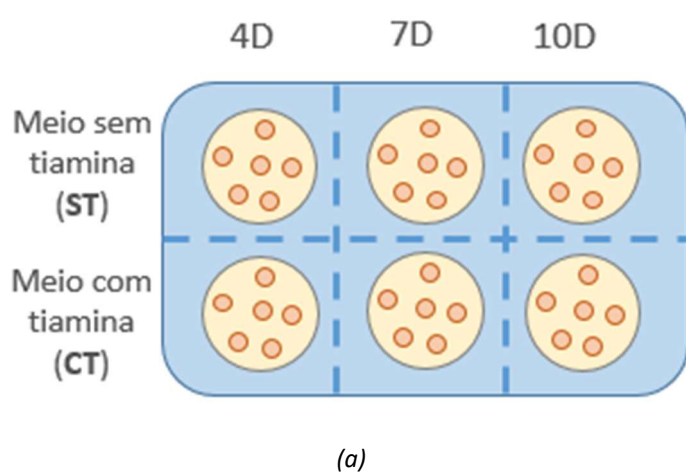 4D 7D 10D
Meio sem
tiamina
(ST)
Meio com
tiamina
(CT)
(a)